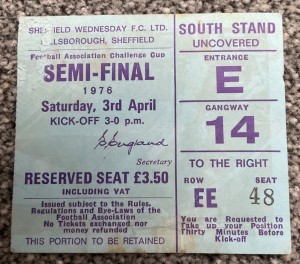 SHEFFIELD WEDNESDAY F.C. LTD.
HILLSBOROUGH, SHEFFIELD
Football Association Challenge Cup
SEMI-FINAL
1976
Saturday, 3rd April
KICK-OFF 3-0 p.m.
Secretary
RESERVED SEAT £3.50
INCLUDING VAT
Issued subject to the Rules,
Regulations and Bye-Laws of the
Football Association
No Tickets exchanged nor
money refunded
THIS PORTION TO BE RETAINED
SOUTH STAND
UNCOVERED
ENTRANCE
E
GANGWAY
14
TO THE RIGHT
ROW SEAT
EE 48
You are Requested to
Take up your Position
Thirty Minutes Before
Kick-off